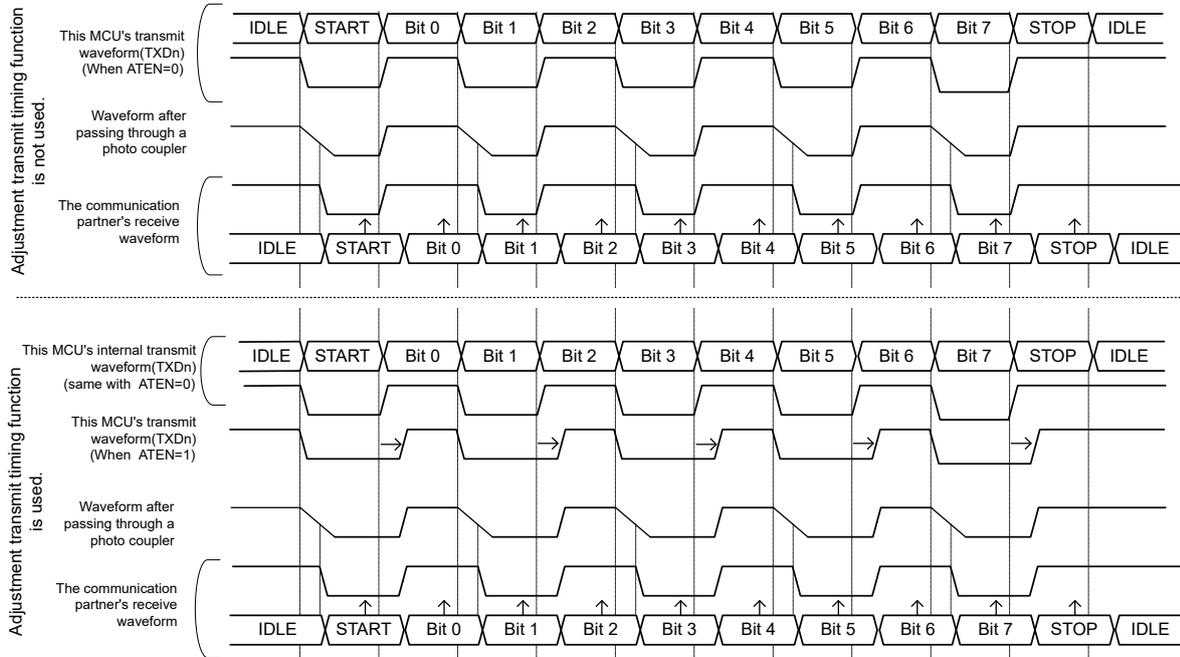 Adjustment transmit timing function
is not used.
This MCU's transmit
waveform(TXDn)
(When ATEN=0)
IDLE START Bit 0 Bit 1 Bit 2 Bit 3 Bit 4 Bit 5 Bit 6 Bit 7 STOP IDLE
Waveform after
passing through a
photo coupler
The communication
partner's receive
waveform
IDLE START Bit 0 Bit 1 Bit 2 Bit 3 Bit 4 Bit 5 Bit 6 Bit 7 STOP IDLE
Adjustment transmit timing function
is used.
This MCU's internal transmit
waveform(TXDn)
(same with ATEN=0)
IDLE START Bit 0 Bit 1 Bit 2 Bit 3 Bit 4 Bit 5 Bit 6 Bit 7 STOP IDLE
This MCU's transmit
waveform(TXDn)
(When ATEN=1)
Waveform after
passing through a
photo coupler
The communication
partner's receive
waveform
IDLE START Bit 0 Bit 1 Bit 2 Bit 3 Bit 4 Bit 5 Bit 6 Bit 7 STOP IDLE